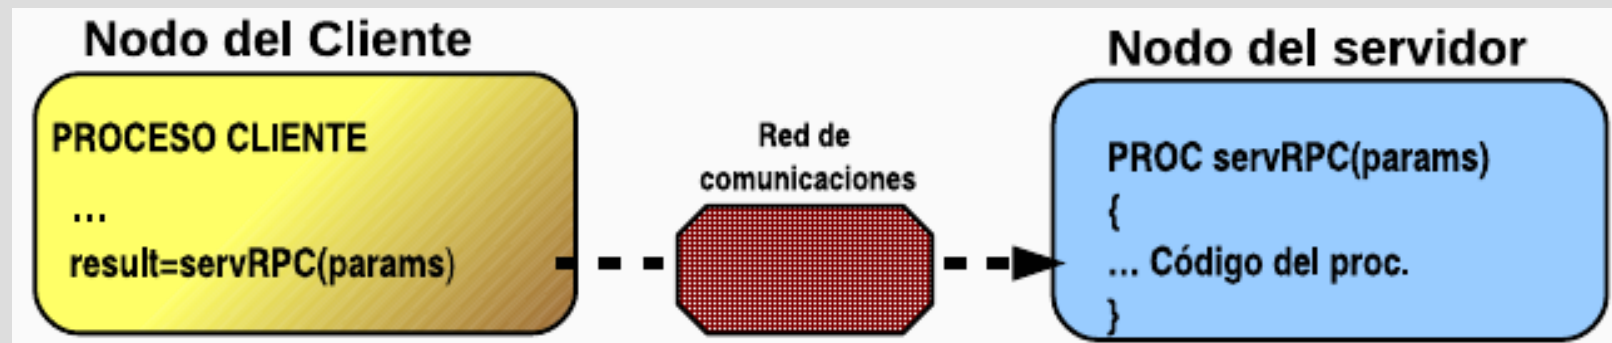 Nodo del Cliente
PROCESO CLIENTE
...
result=servRPC(params)
Red de
comunicaciones
Nodo del servidor
PROC servRPC(params)
{
... Código del proc.
}